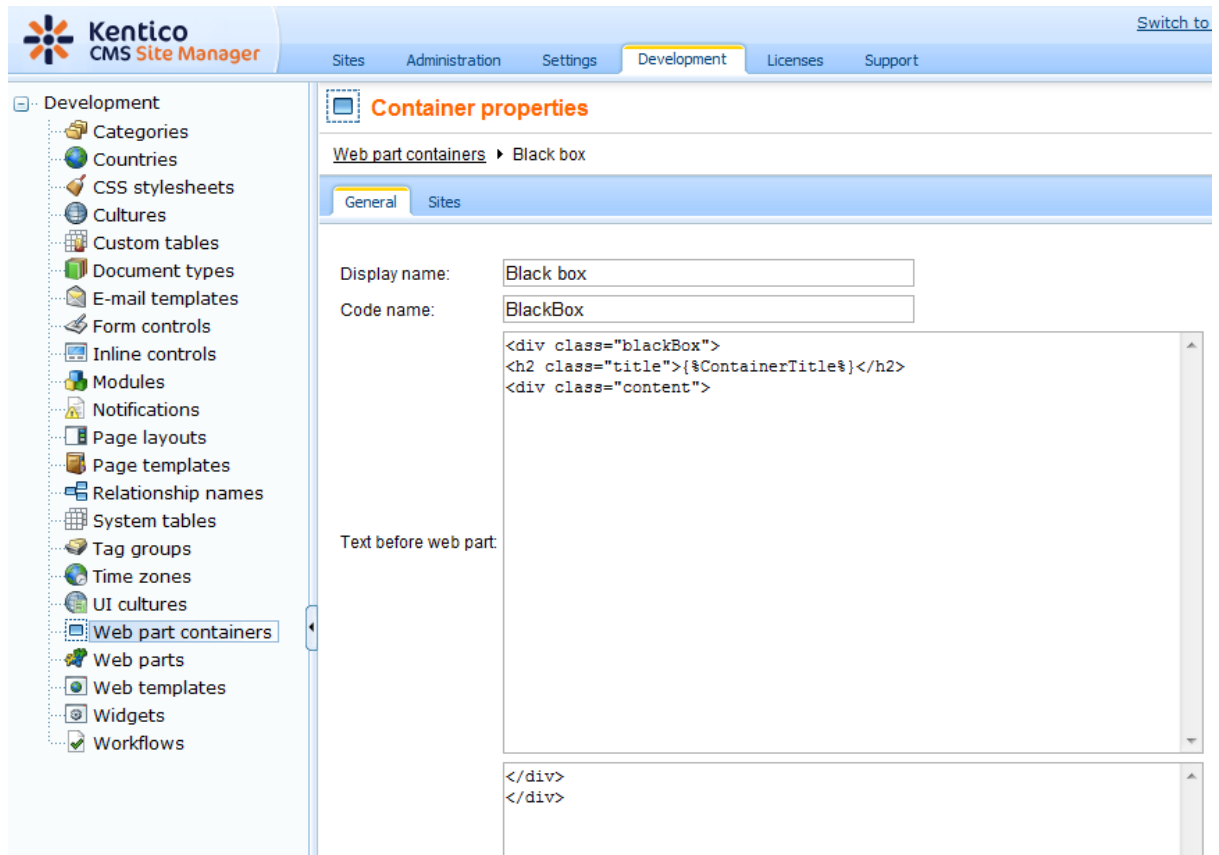 Kentico
CMS Site Manager
Switch to
Sites Administration Settings Development Licenses Support
Development
Categories
Countries
CSS stylesheets
Cultures
Custom tables
Document types
E-mail templates
Form controls
Inline controls
Modules
Notifications
Page layouts
Page templates
Relationship names
System tables
Tag groups
Time zones
UI cultures
Web part containers
Web parts
Web templates
Widgets
Workflows
Container properties
Web part containers Black box
General Sites
Display name: Black box
Code name: BlackBox
Text before web part:
<div class="blackBox">
<h2 class="title">{%ContainerTitle%}</h2>
<div class="content">
</div>
</div>